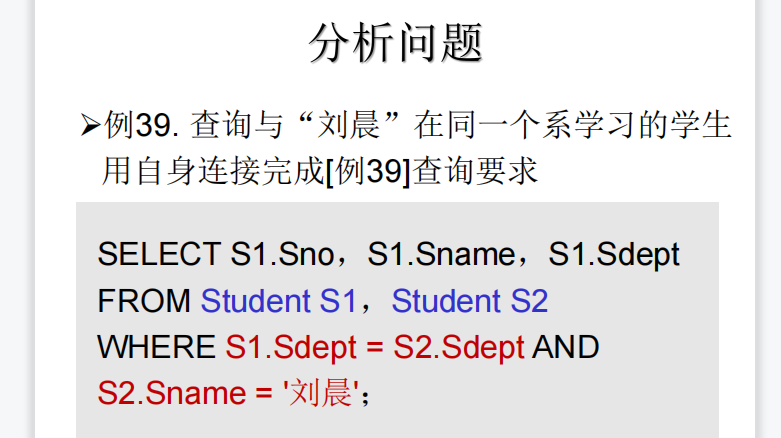 分析问题
➢例39. 查询与“刘晨”在同一个系学习的学生
用自身连接完成[例39]查询要求
SELECT S1.Sno，S1.Sname，S1.Sdept
FROM Student S1，Student S2
WHERE S1.Sdept = S2.Sdept AND
S2.Sname = '刘晨'；